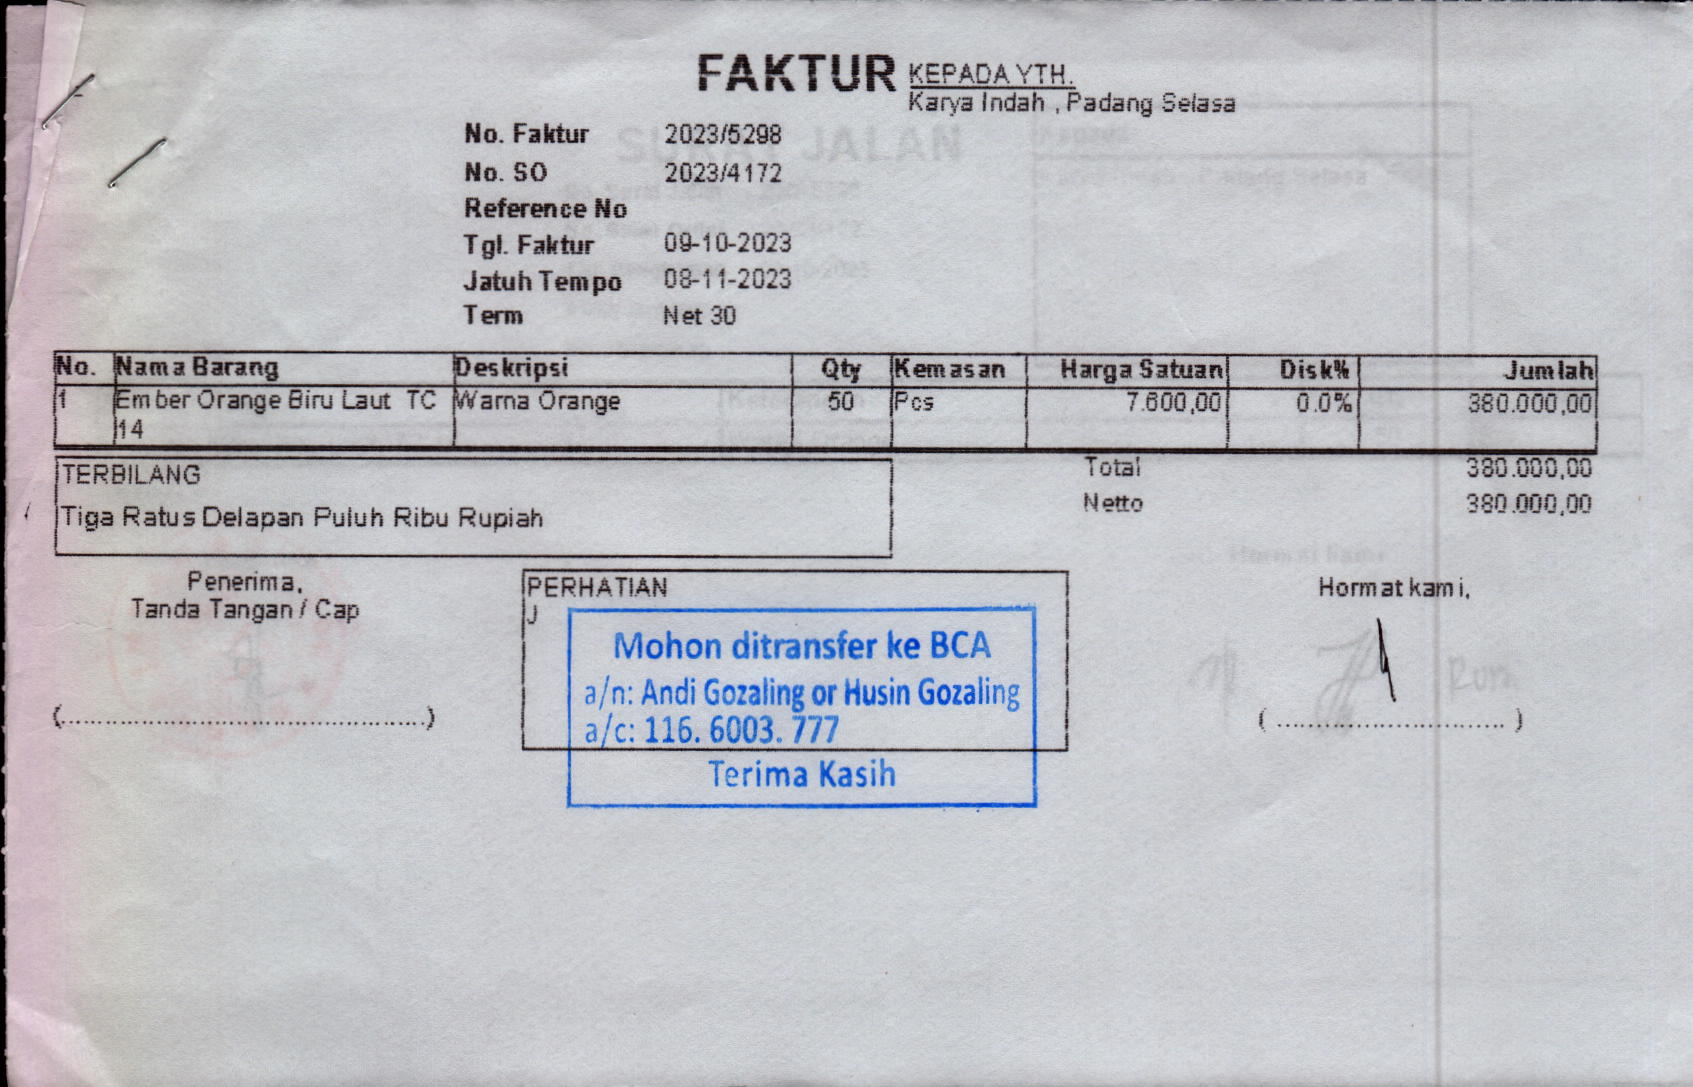 FAKTUR
KEPADA YTH.
Karya Indah , Padang Selasa
No. Faktur 2023/5298
No. SO 2023/4172
Reference No
Tgl. Faktur 09-10-2023
Jatuh Tempo 08-11-2023
Term Net 30
No. Nama Barang Deskripsi Qty Kemasan Harga Satuan Disk% Jumlah
1 Ember Orange Biru Laut TC Warna Orange 50 Pcs 7.600,00 0.0% 380.000,00
14
TERBILANG
Tiga Ratus Delapan Puluh Ribu Rupiah
Total 380.000,00
Netto 380.000,00
Penerima,
Tanda Tangan / Cap
(............................................)
PERHATIAN
J
Mohon ditransfer ke BCA
a/n: Andi Gozaling or Husin Gozaling
a/c: 116. 6003. 777
Terima Kasih
Hormat kami,
( ............................ )
SURAT JALAN